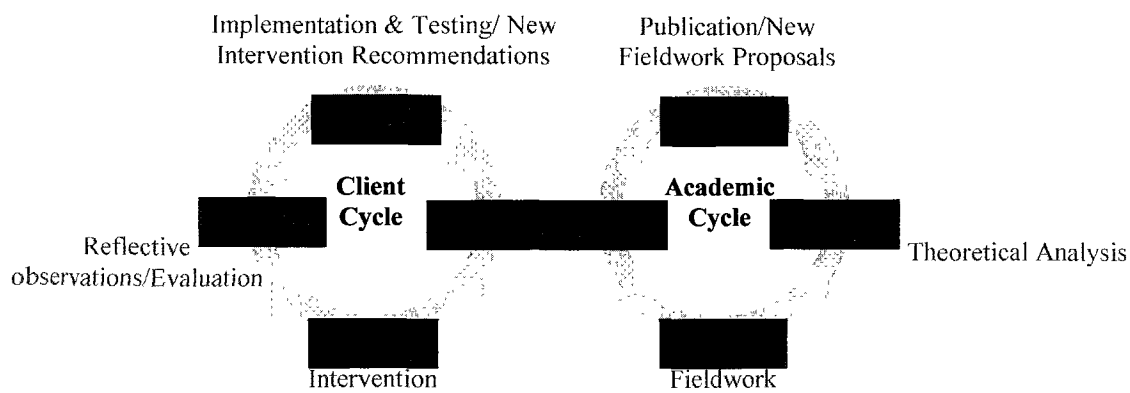 Implementation & Testing/ New
Intervention Recommendations
Publication/New
Fieldwork Proposals
Client
Cycle
Academic
Cycle
Reflective
observations/Evaluation
Theoretical Analysis
Intervention
Fieldwork